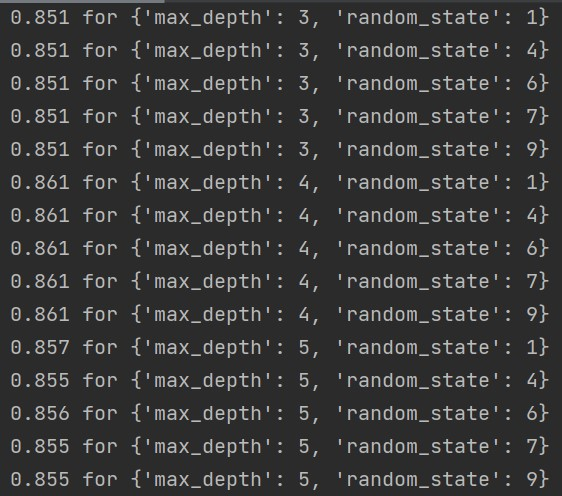 0.851 for {'max_depth': 3, 'random_state': 1}
0.851 for {'max_depth': 3, 'random_state': 4}
0.851 for {'max_depth': 3, 'random_state': 6}
0.851 for {'max_depth': 3, 'random_state': 7}
0.851 for {'max_depth': 3, 'random_state': 9}
0.861 for {'max_depth': 4, 'random_state': 1}
0.861 for {'max_depth': 4, 'random_state': 4}
0.861 for {'max_depth': 4, 'random_state': 6}
0.861 for {'max_depth': 4, 'random_state': 7}
0.861 for {'max_depth': 4, 'random_state': 9}
0.857 for {'max_depth': 5, 'random_state': 1}
0.855 for {'max_depth': 5, 'random_state': 4}
0.856 for {'max_depth': 5, 'random_state': 6}
0.855 for {'max_depth': 5, 'random_state': 7}
0.855 for {'max_depth': 5, 'random_state': 9}